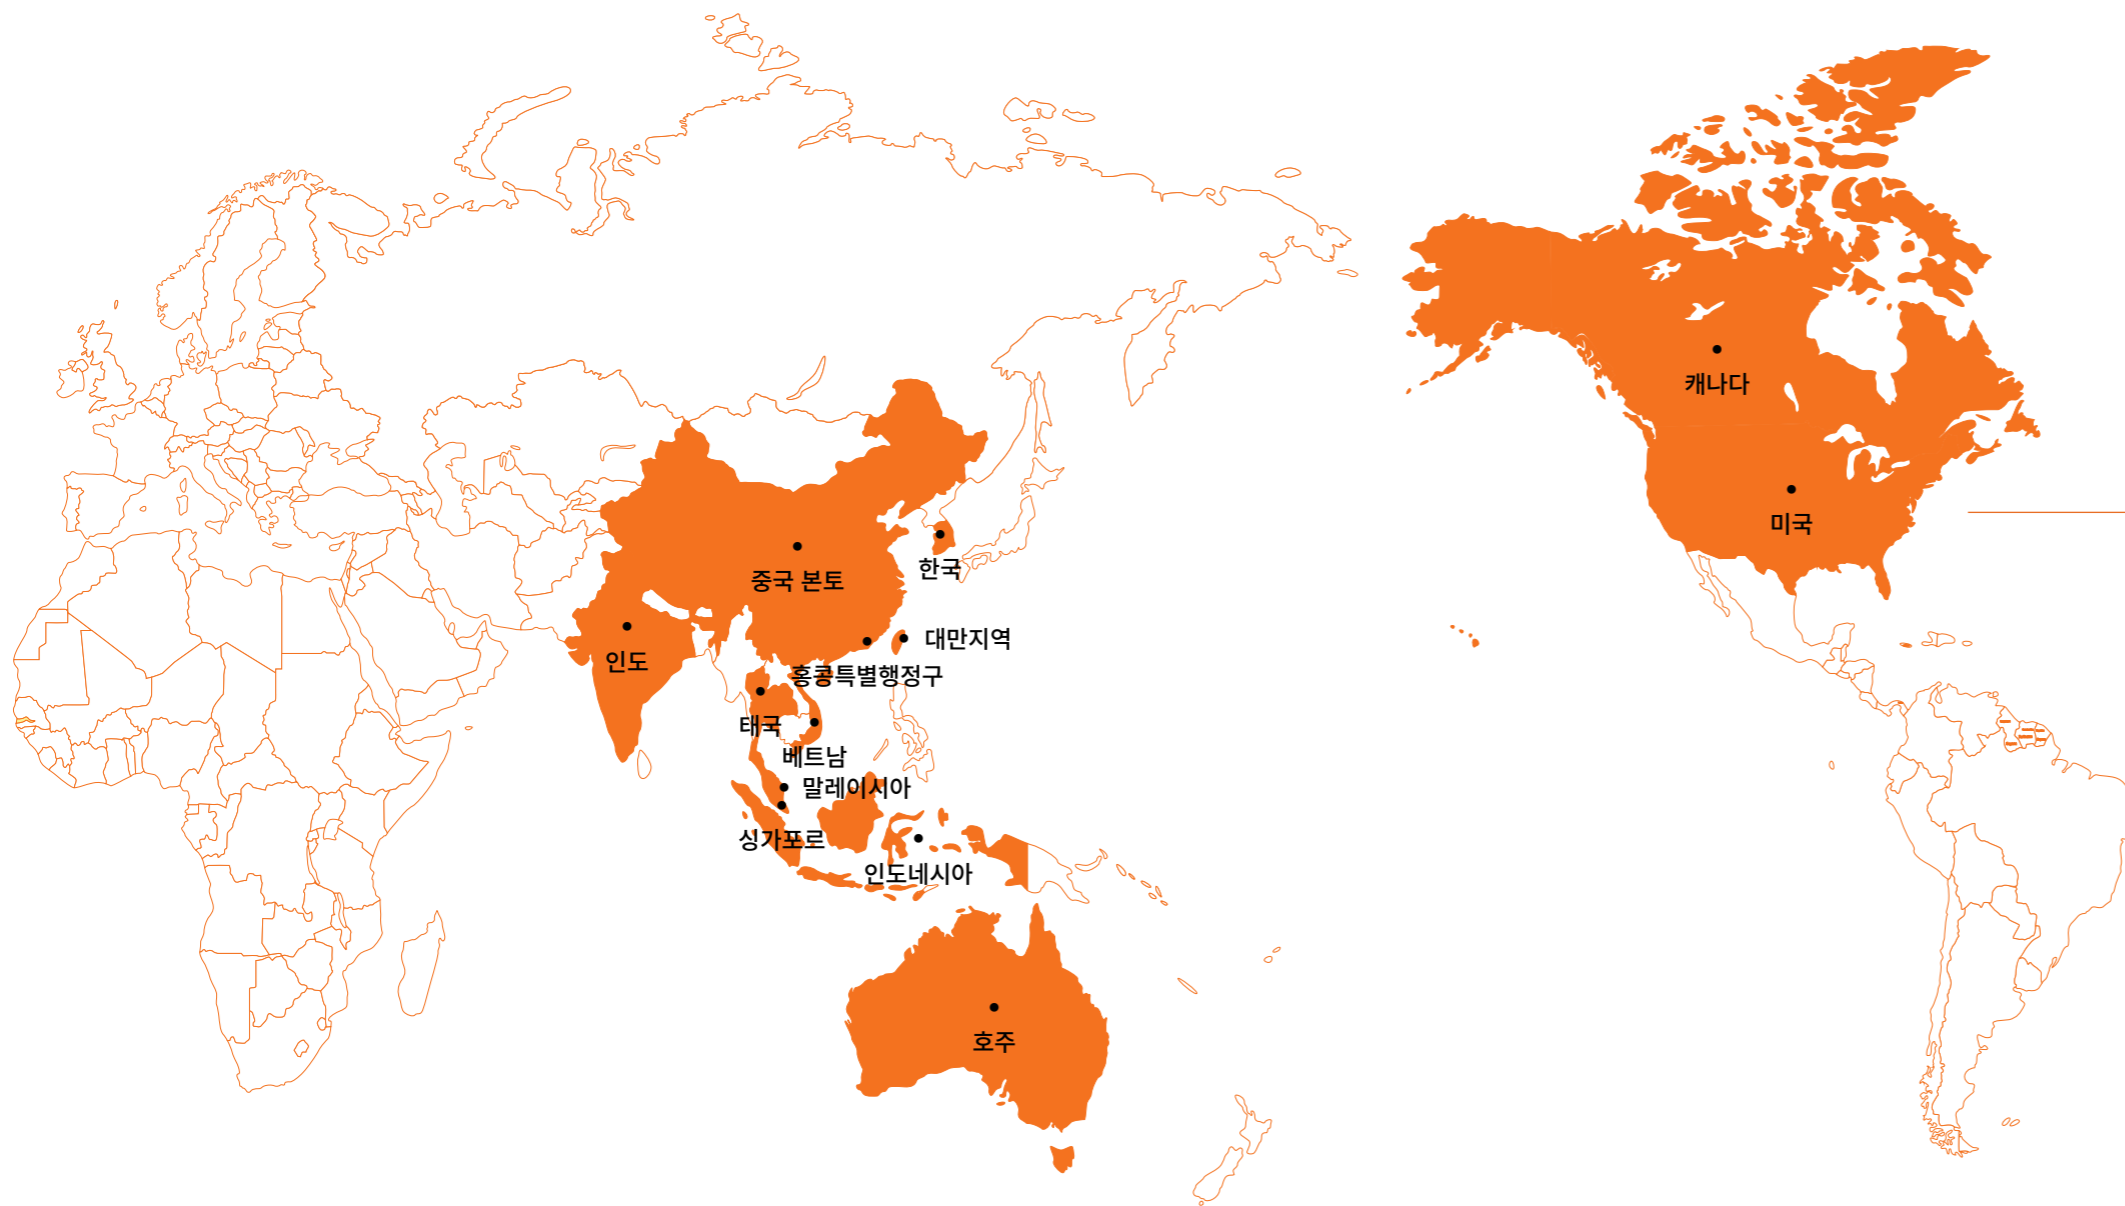 캐나다
미국
한국
중국 본토
대만지역
인도
홍콩특별행정구
태국
베트남
말레이시아
싱가포로
인도네시아
호주